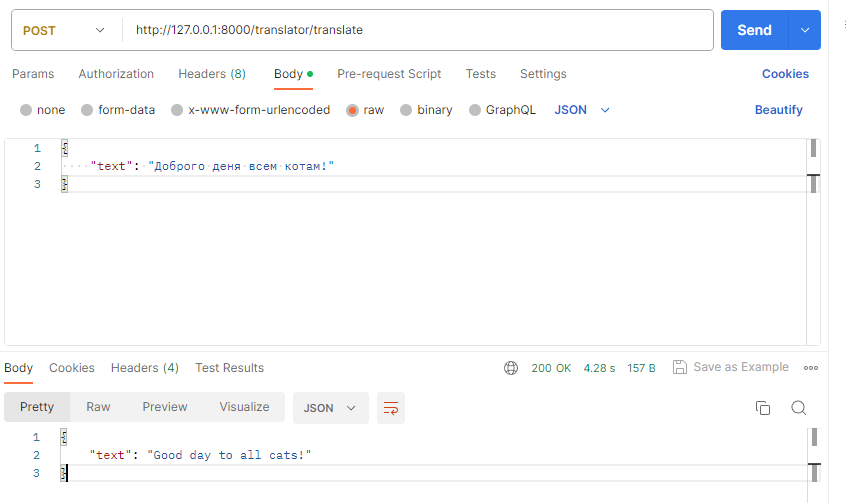 POST http://127.0.0.1:8000/translator/translate Send
Params Authorization Headers (8) Body Pre-request Script Tests Settings Cookies
none form-data x-www-form-urlencoded raw binary GraphQL JSON Beautify
1 {
2 "text": "Доброго деня всем котам!"
3 }
Body Cookies Headers (4) Test Results 200 OK 4.28 s 157 B Save as Example
Pretty Raw Preview Visualize JSON
1 {
2 "text": "Good day to all cats!"
3 }